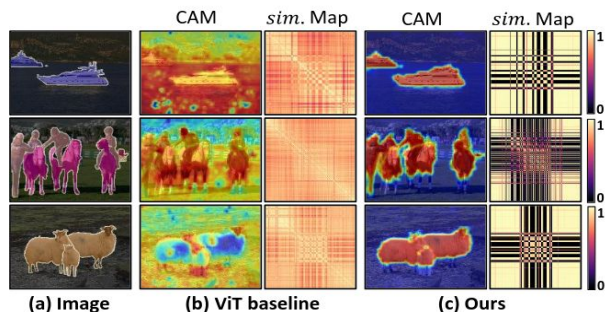 CAM
sim. Map
CAM
sim. Map
1
0
1
0
1
0
(a) Image
(b) ViT baseline
(c) Ours